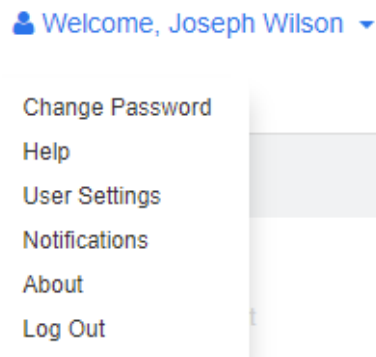 Welcome, Joseph Wilson
Change Password
Help
User Settings
Notifications
About
Log Out
t